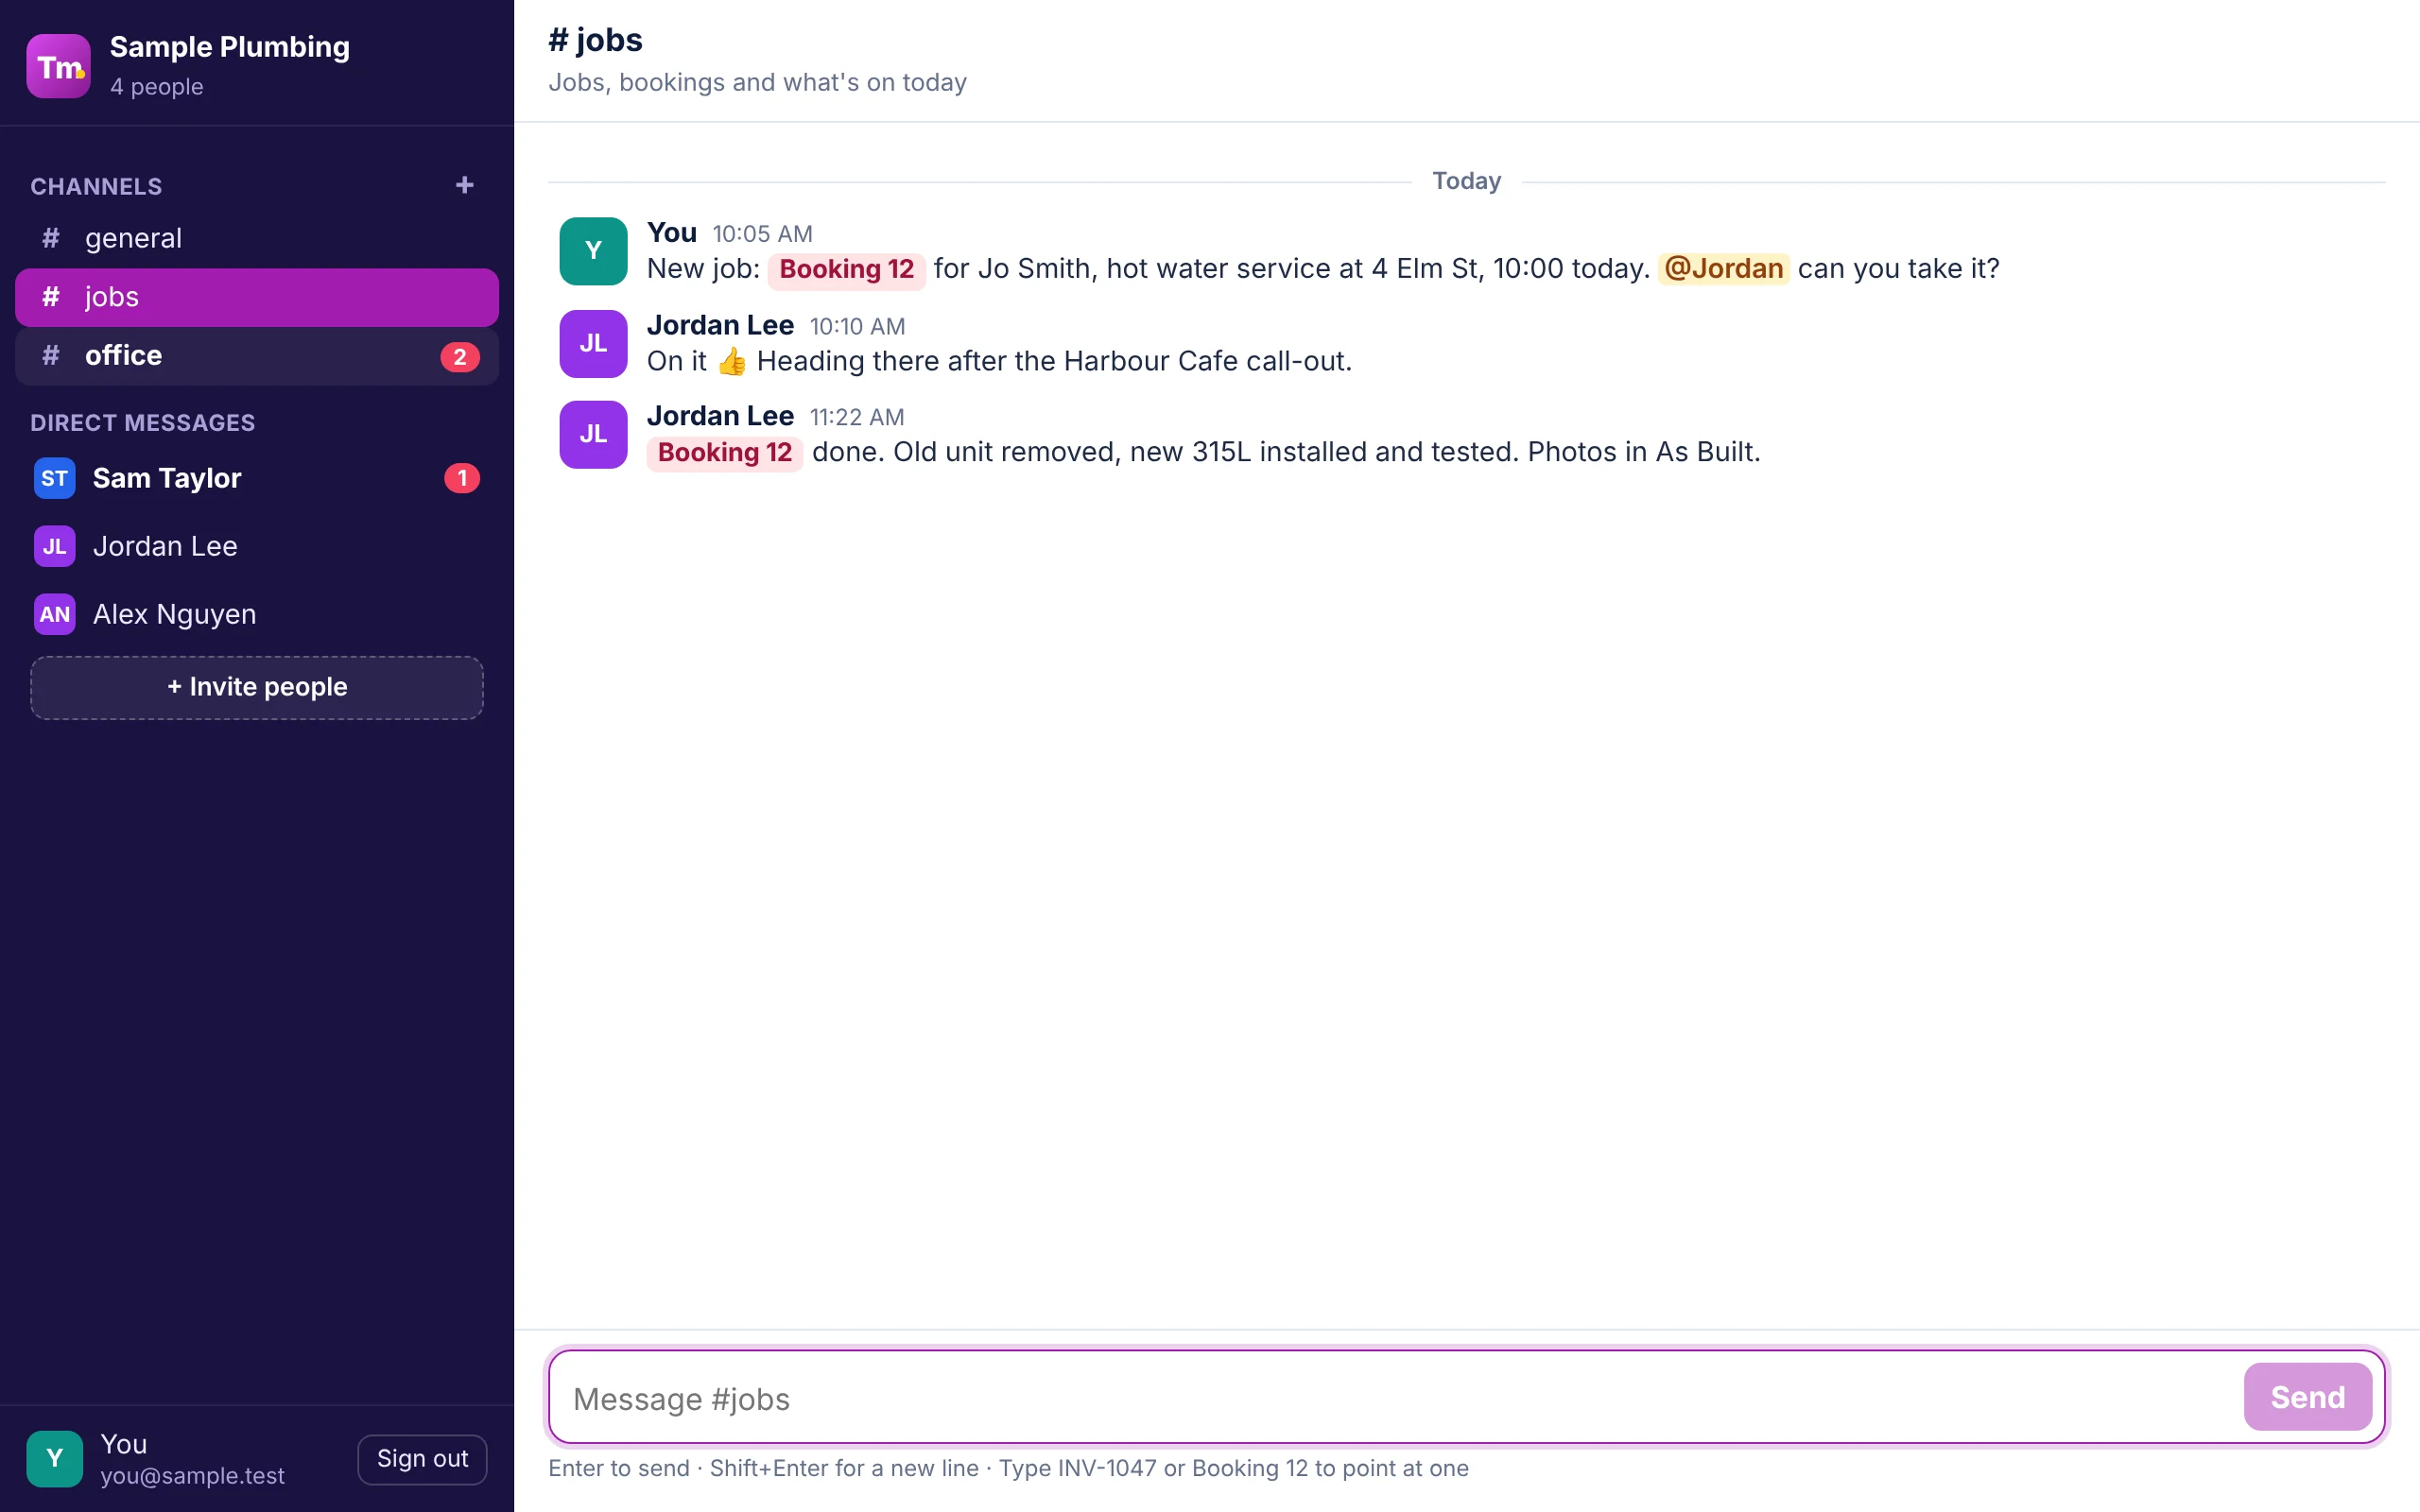 Tm
Sample Plumbing
4 people
CHANNELS +
# general
# jobs
# office 2
DIRECT MESSAGES
ST Sam Taylor 1
JL Jordan Lee
AN Alex Nguyen
+ Invite people
Y You
you@sample.test
Sign out
# jobs
Jobs, bookings and what's on today
Today
Y You 10:05 AM
New job: Booking 12 for Jo Smith, hot water service at 4 Elm St, 10:00 today. @Jordan can you take it?
JL Jordan Lee 10:10 AM
On it 👍 Heading there after the Harbour Cafe call-out.
JL Jordan Lee 11:22 AM
Booking 12 done. Old unit removed, new 315L installed and tested. Photos in As Built.
Message #jobs
Send
Enter to send · Shift+Enter for a new line · Type INV-1047 or Booking 12 to point at one